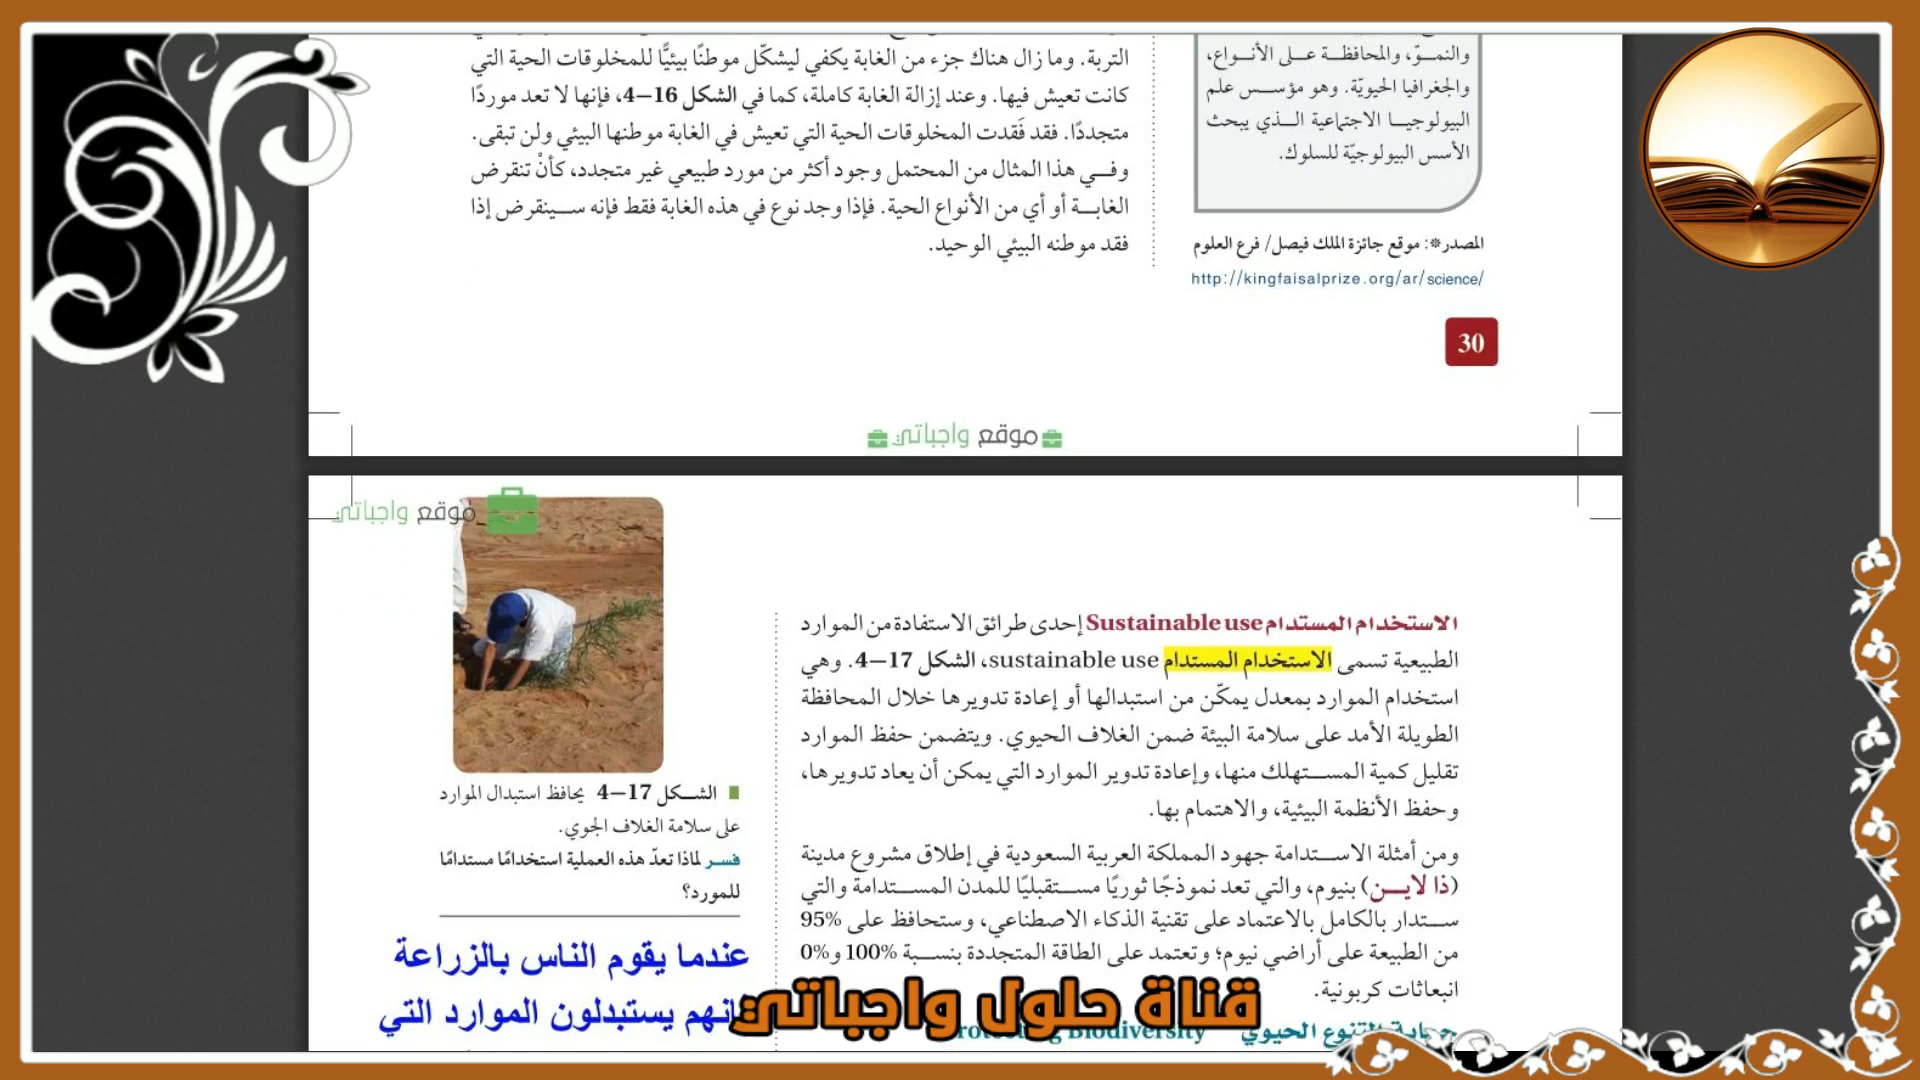 التربة. وما زال هناك جزء من الغابة يكفي ليشكّل موطنًا بيئيًّا للمخلوقات الحية التي
كانت تعيش فيها. وعند إزالة الغابة كاملة، كما في الشكل 16–4، فإنها لا تعد موردًا
متجددًا. فقد فَقدت المخلوقات الحية التي تعيش في الغابة موطنها البيئي ولن تبقى.
وفي هذا المثال من المحتمل وجود أكثر من مورد طبيعي غير متجدد، كأنْ تنقرض
الغابة أو أي من الأنواع الحية. فإذا وجد نوع في هذه الغابة فقط فإنه سينقرض إذا
فقد موطنه البيئي الوحيد.
والنموّ، والمحافظة على الأنواع،
والجغرافيا الحيويّة. وهو مؤسس علم
البيولوجيا الاجتماعية الذي يبحث
الأسس البيولوجيّة للسلوك.
المصدر*: موقع جائزة الملك فيصل/ فرع العلوم
http://kingfaisalprize.org/ar/science/
30
موقع واجباتي
موقع واجباتي
الاستخدام المستدام Sustainable use إحدى طرائق الاستفادة من الموارد
الطبيعية تسمى الاستخدام المستدام sustainable use، الشكل 17–4. وهي
استخدام الموارد بمعدل يمكّن من استبدالها أو إعادة تدويرها خلال المحافظة
الطويلة الأمد على سلامة البيئة ضمن الغلاف الحيوي. ويتضمن حفظ الموارد
تقليل كمية المستهلك منها، وإعادة تدوير الموارد التي يمكن أن يعاد تدويرها،
وحفظ الأنظمة البيئية، والاهتمام بها.
ومن أمثلة الاستدامة جهود المملكة العربية السعودية في إطلاق مشروع مدينة
(ذا لاين) بنيوم، والتي تعد نموذجًا ثوريًا مستقبليًا للمدن المستدامة والتي
ستدار بالكامل بالاعتماد على تقنية الذكاء الاصطناعي، وستحافظ على 95%
من الطبيعة على أراضي نيوم؛ وتعتمد على الطاقة المتجددة بنسبة 100% و0%
انبعاثات كربونية.
حماية التنوع الحيوي Protecting Biodiversity
الشكل 17–4 يحافظ استبدال الموارد
على سلامة الغلاف الجوي.
فسر لماذا تعدّ هذه العملية استخدامًا مستدامًا
للمورد؟
عندما يقوم الناس بالزراعة
فإنهم يستبدلون الموارد التي
قناة حلول واجباتي